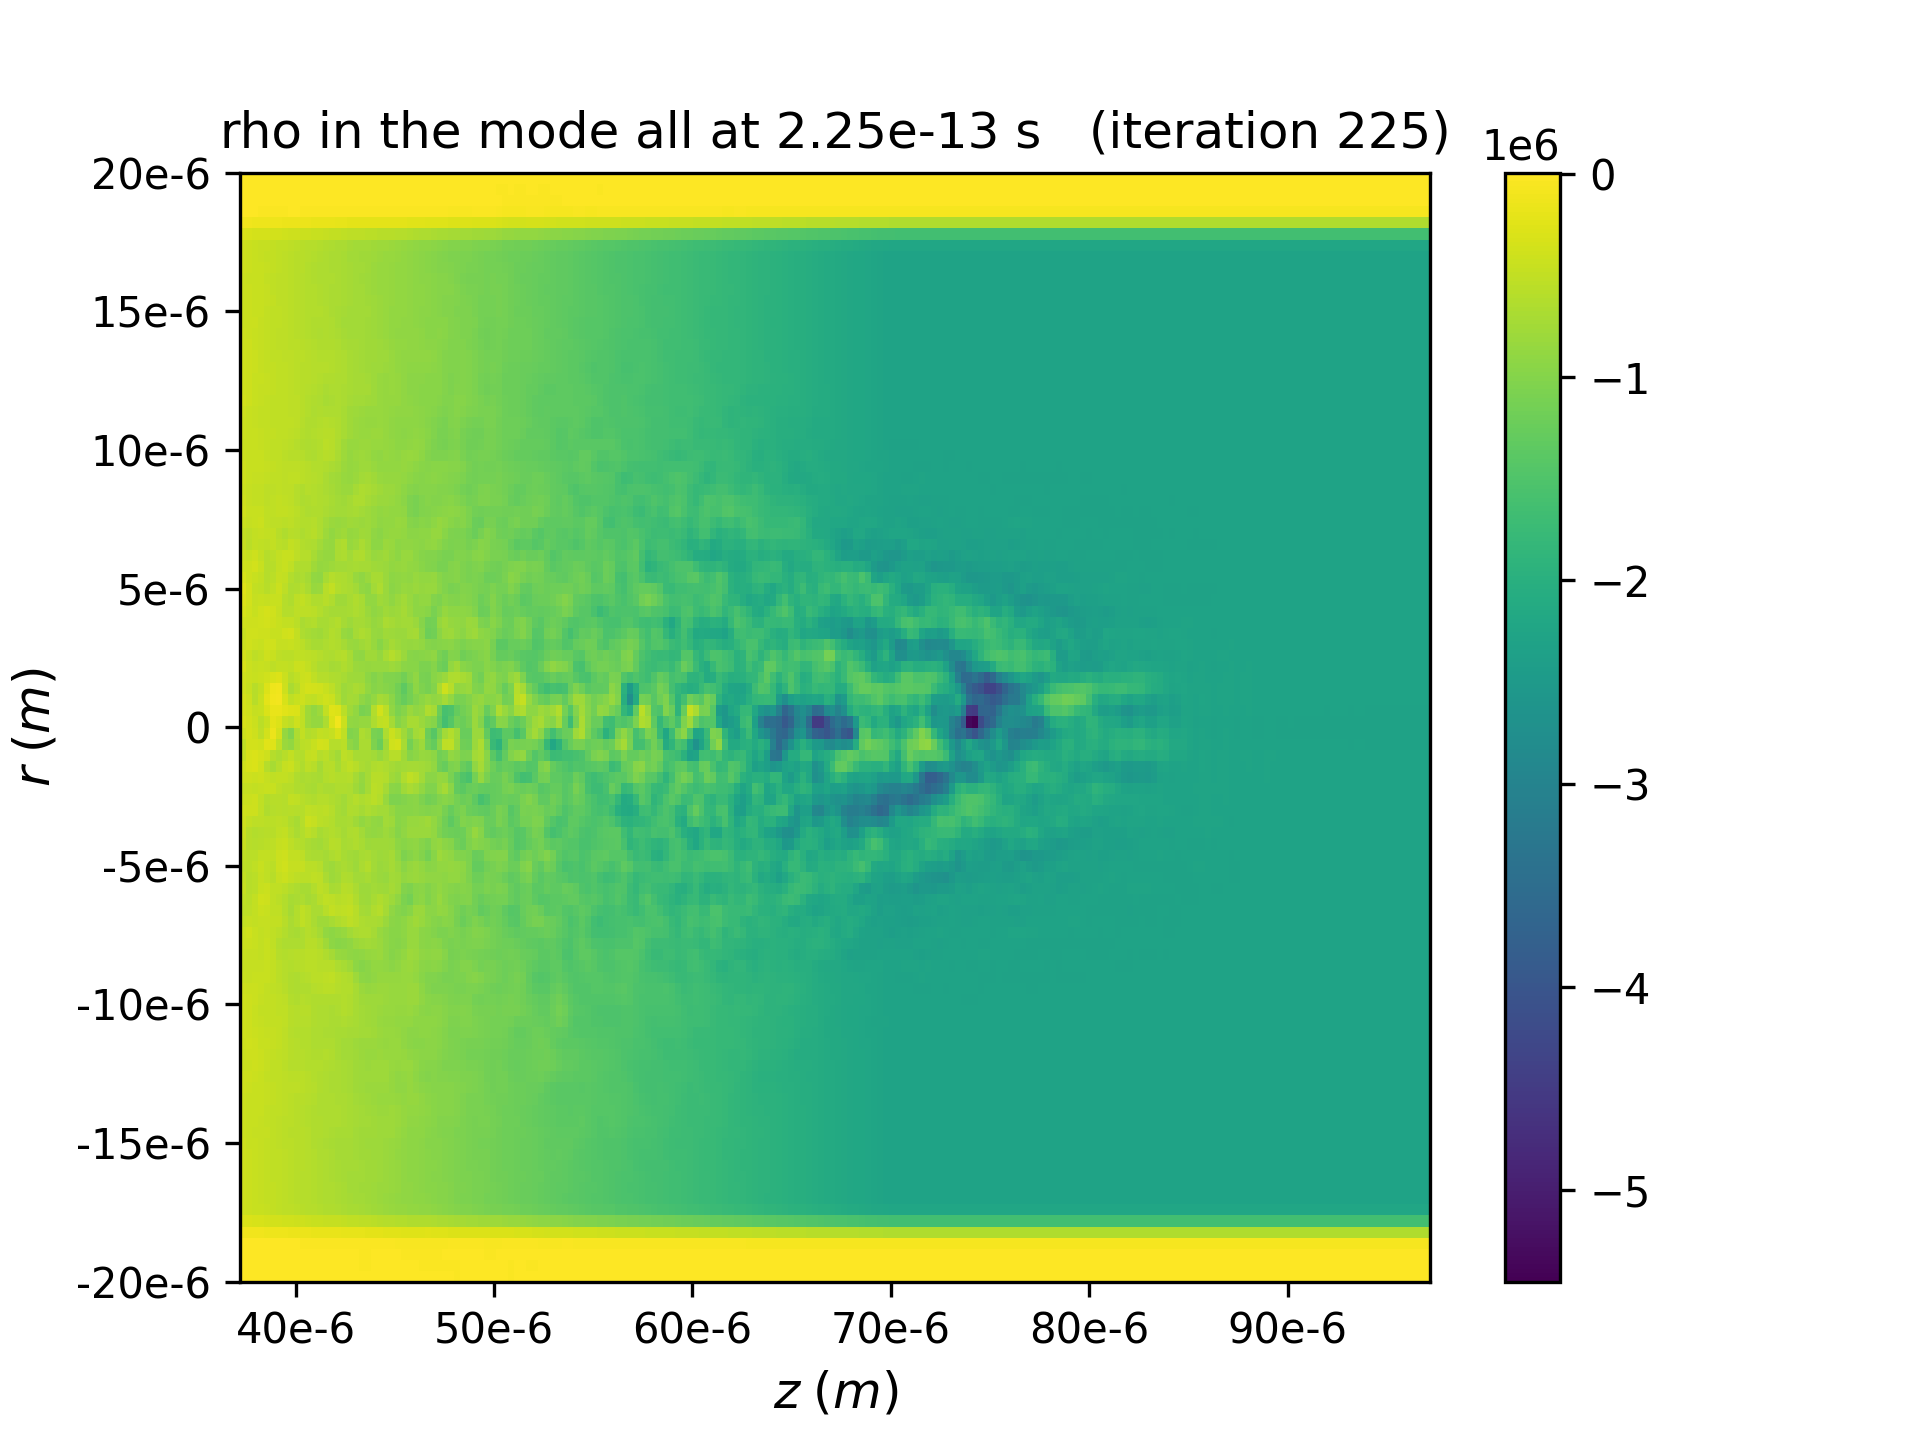 rho in the mode all at 2.25e-13 s   (iteration 225)
1e6
20e-6
15e-6
10e-6
5e-6
0
-5e-6
-10e-6
-15e-6
-20e-6
r (m)
40e-6 50e-6 60e-6 70e-6 80e-6 90e-6
z (m)
0
−1
−2
−3
−4
−5